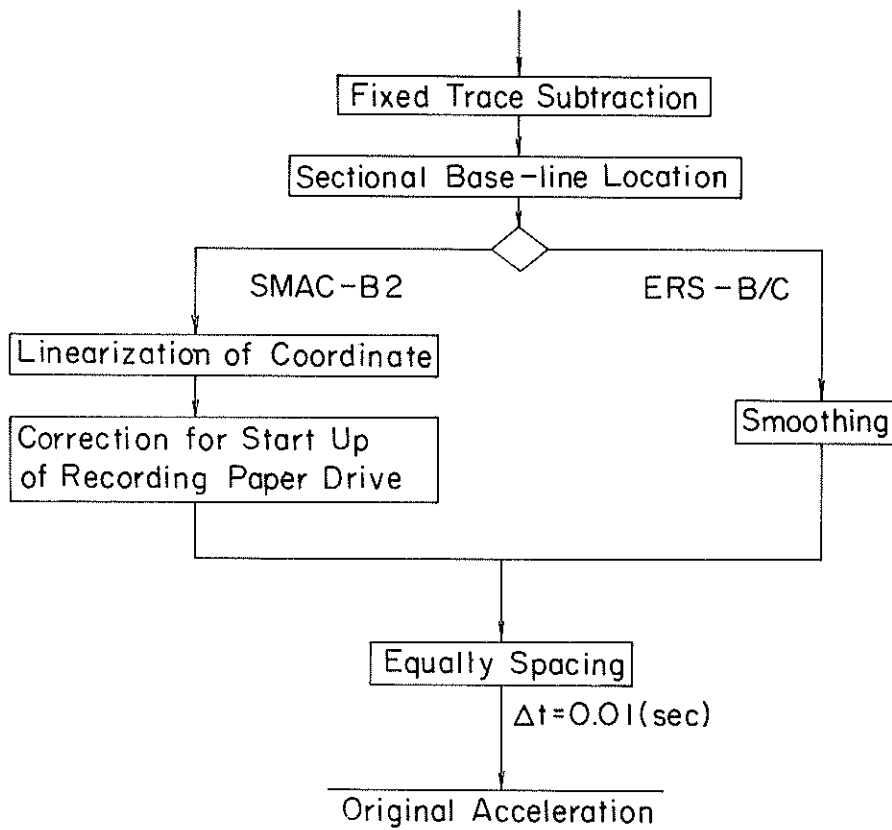 Fixed Trace Subtraction
Sectional Base-line Location
SMAC-B2
ERS-B/C
Linearization of Coordinate
Correction for Start Up
of Recording Paper Drive
Smoothing
Equally Spacing
Δt=0.01(sec)
Original Acceleration